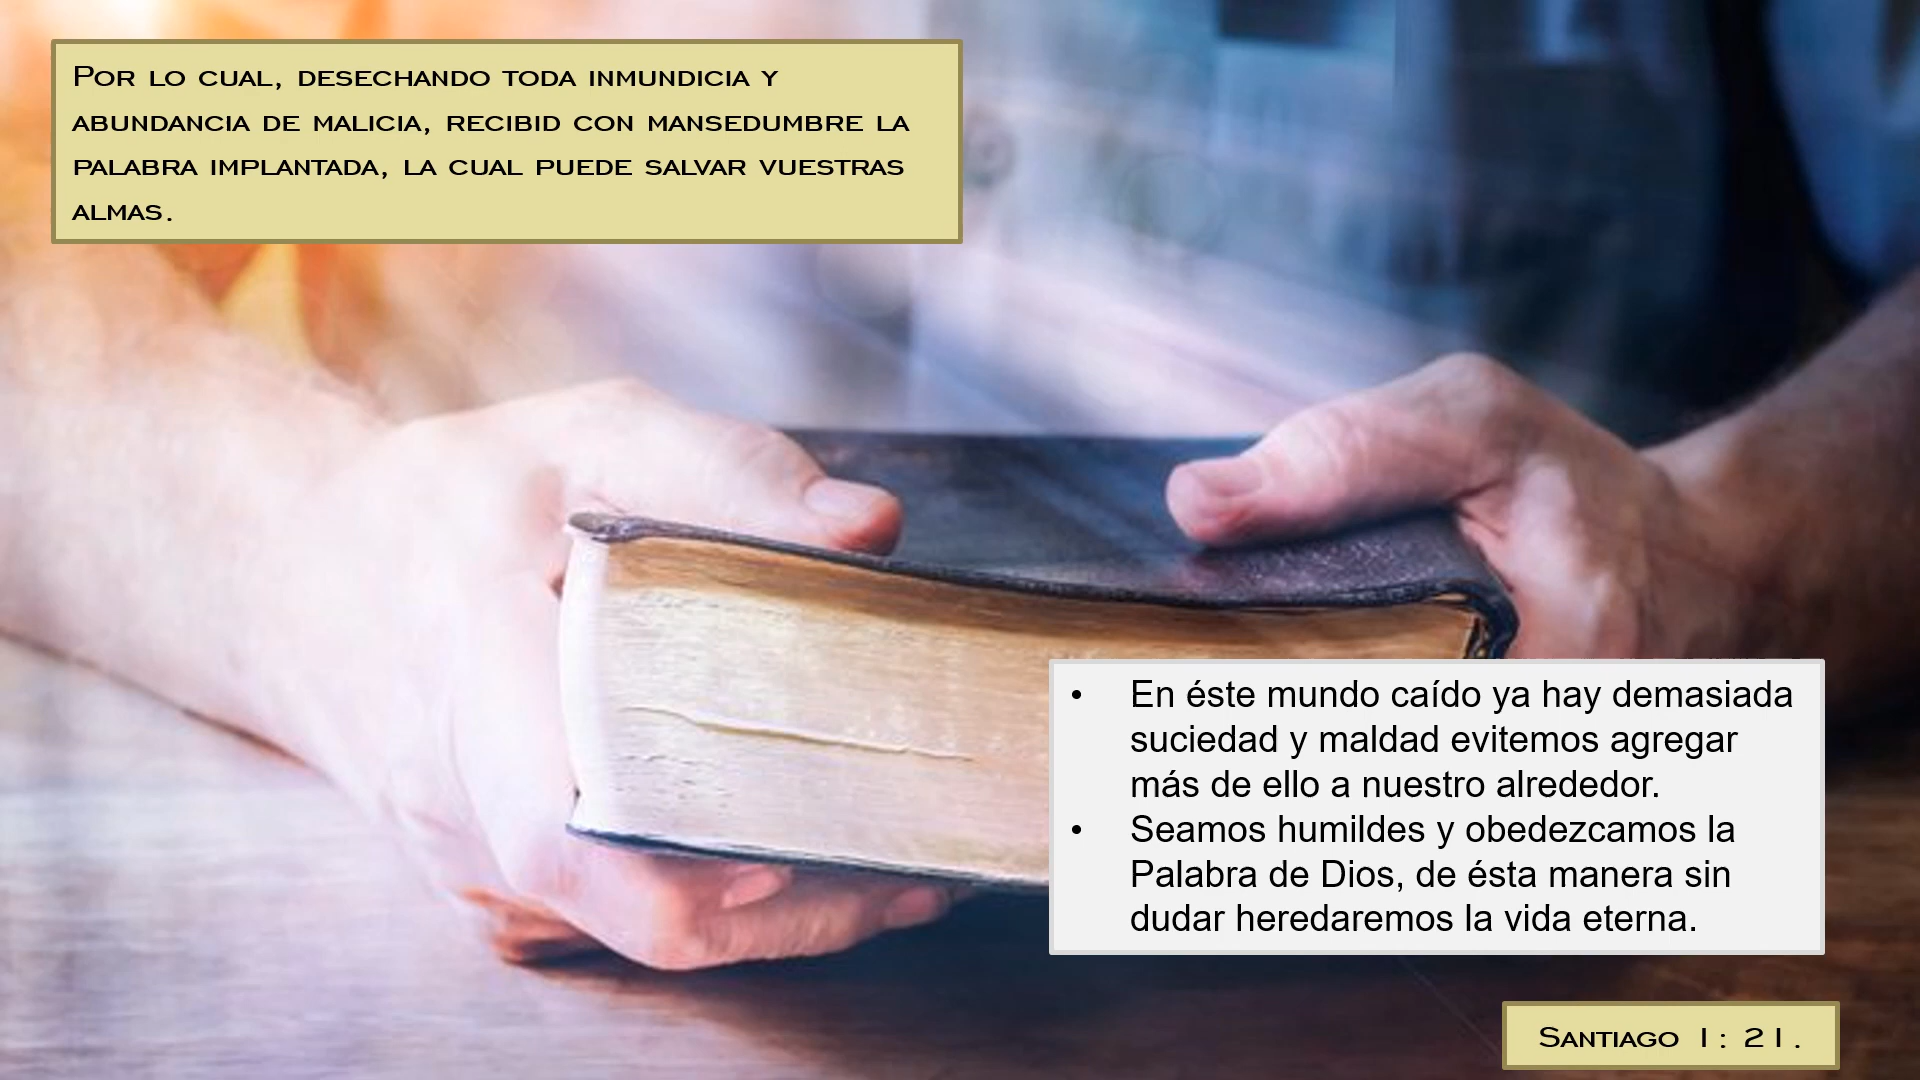 Por lo cual, desechando toda inmundicia y
abundancia de malicia, recibid con mansedumbre la
palabra implantada, la cual puede salvar vuestras
almas.
• En éste mundo caído ya hay demasiada
suciedad y maldad evitemos agregar
más de ello a nuestro alrededor.
• Seamos humildes y obedezcamos la
Palabra de Dios, de ésta manera sin
dudar heredaremos la vida eterna.
Santiago 1: 21.